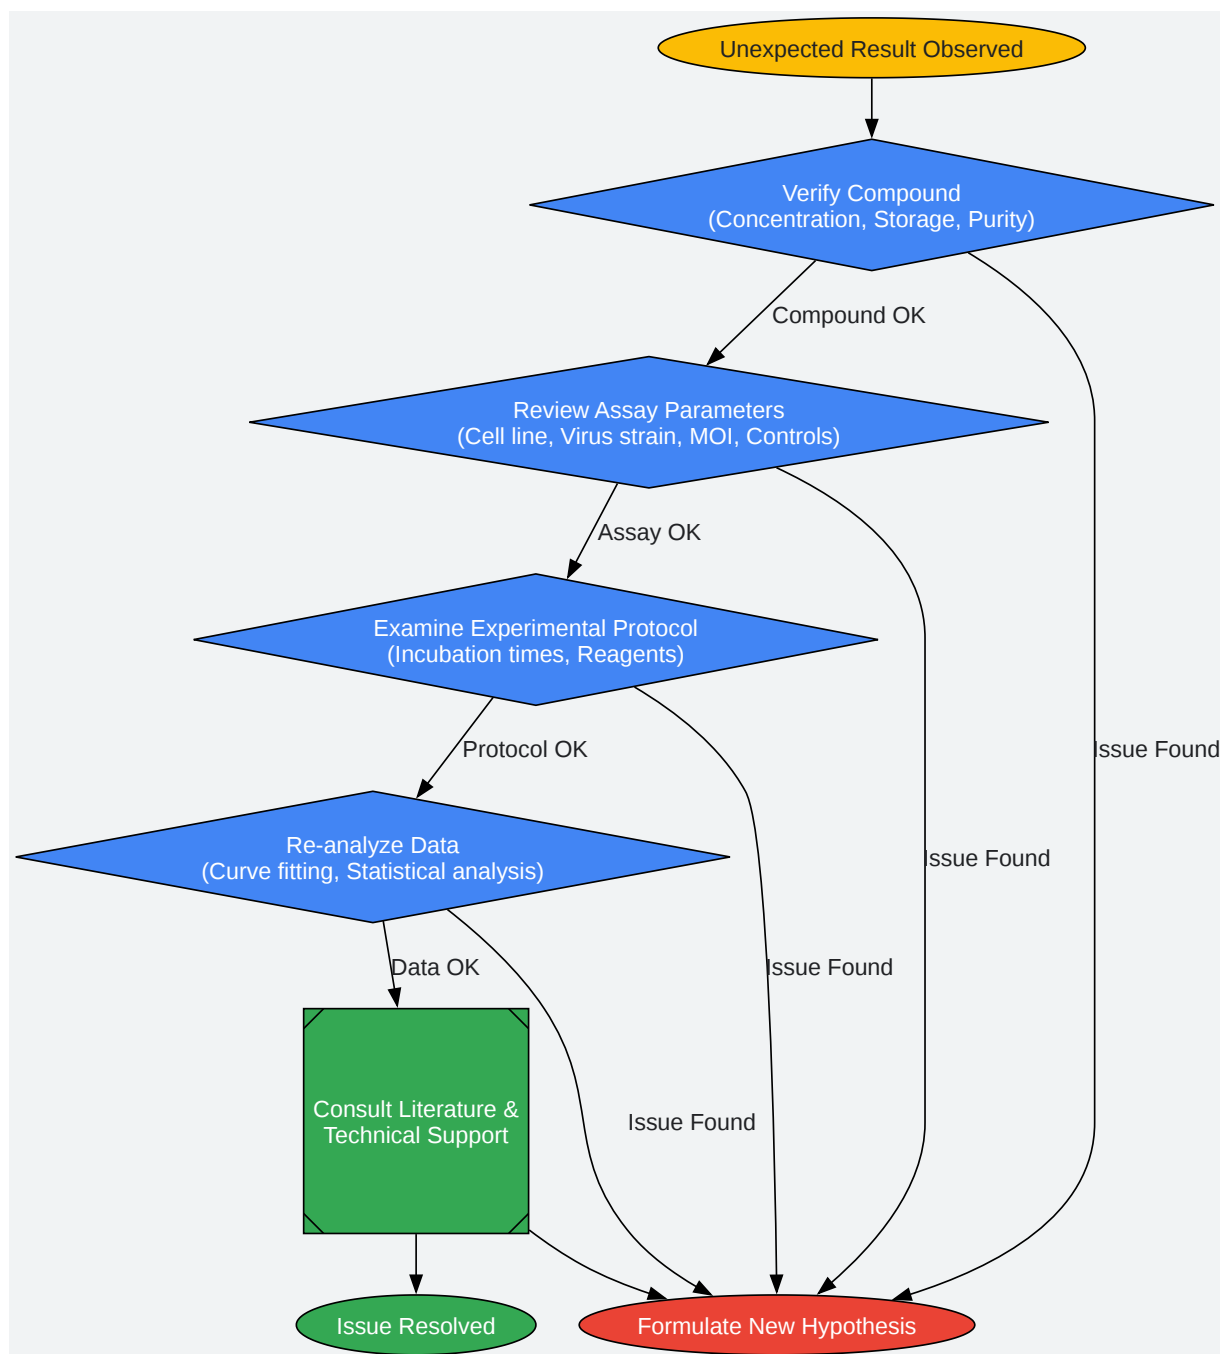 Unexpected Result Observed
Verify Compound
(Concentration, Storage, Purity)
Compound OK
Review Assay Parameters
(Cell line, Virus strain, MOI, Controls)
Assay OK
Examine Experimental Protocol
(Incubation times, Reagents)
Protocol OK
Issue Found
Re-analyze Data
(Curve fitting, Statistical analysis)
Issue Found
Data OK
Issue Found
Consult Literature &
Technical Support
Issue Found
Issue Resolved
Formulate New Hypothesis